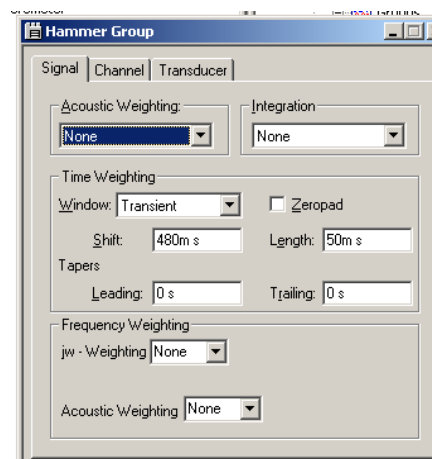 Hammer Group
Signal Channel Transducer
Acoustic Weighting: Integration
None None
Time Weighting
Window: Transient Zeropad
Shift: 480m s Length: 50m s
Tapers
Leading: 0 s Trailing: 0 s
Frequency Weighting
jw - Weighting None
Acoustic Weighting None